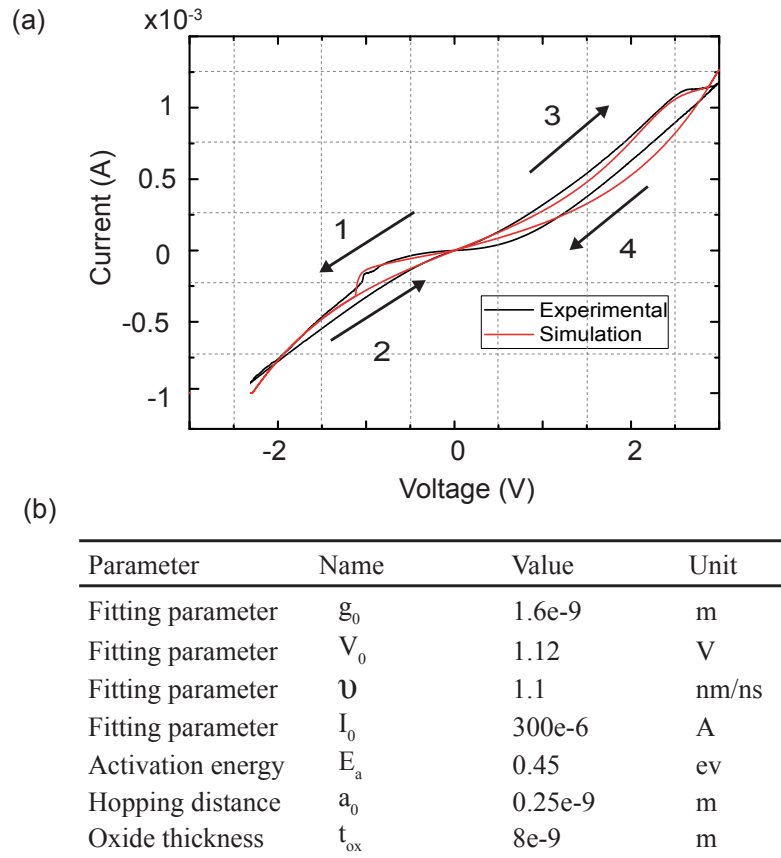 (a)
x10⁻³
1
0.5
0
-0.5
-1
Current (A)
-2
0
2
Voltage (V)
1
2
3
4
Experimental
Simulation
(b)
Parameter Name Value Unit
Fitting parameter g₀ 1.6e-9 m
Fitting parameter V₀ 1.12 V
Fitting parameter υ 1.1 nm/ns
Fitting parameter I₀ 300e-6 A
Activation energy Eₐ 0.45 ev
Hopping distance a₀ 0.25e-9 m
Oxide thickness tₒₓ 8e-9 m